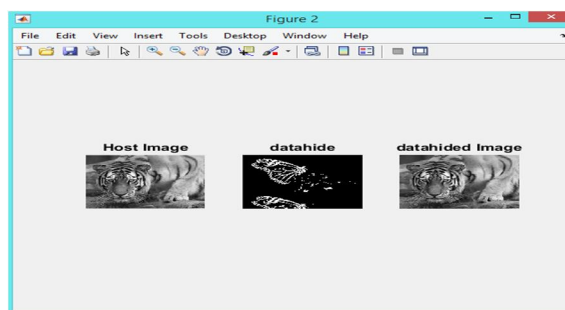 Figure 2
File Edit View Insert Tools Desktop Window Help
Host Image datahide datahided Image